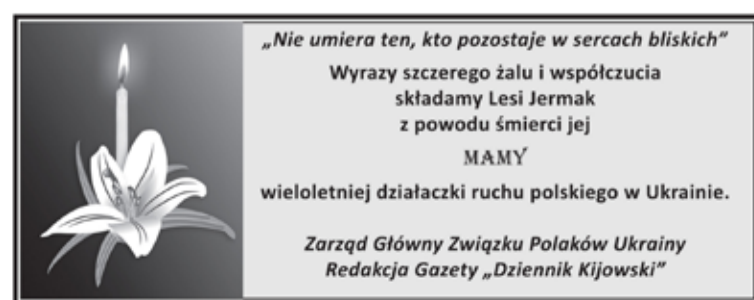 „Nie umiera ten, kto pozostaje w sercach bliskich”
Wyrazy szczerego żalu i współczucia
składamy Lesi Jermak
z powodu śmierci jej
MAMY
wieloletniej działaczki ruchu polskiego w Ukrainie.
Zarząd Główny Związku Polaków Ukrainy
Redakcja Gazety „Dziennik Kijowski”